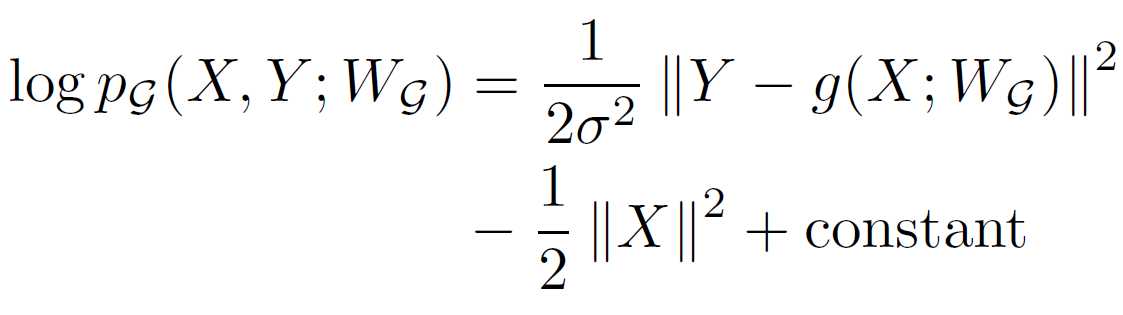 log p_𝒢(X, Y; W_𝒢) = 1/(2σ²) ‖Y − g(X; W_𝒢)‖²
− 1/2 ‖X‖² + constant